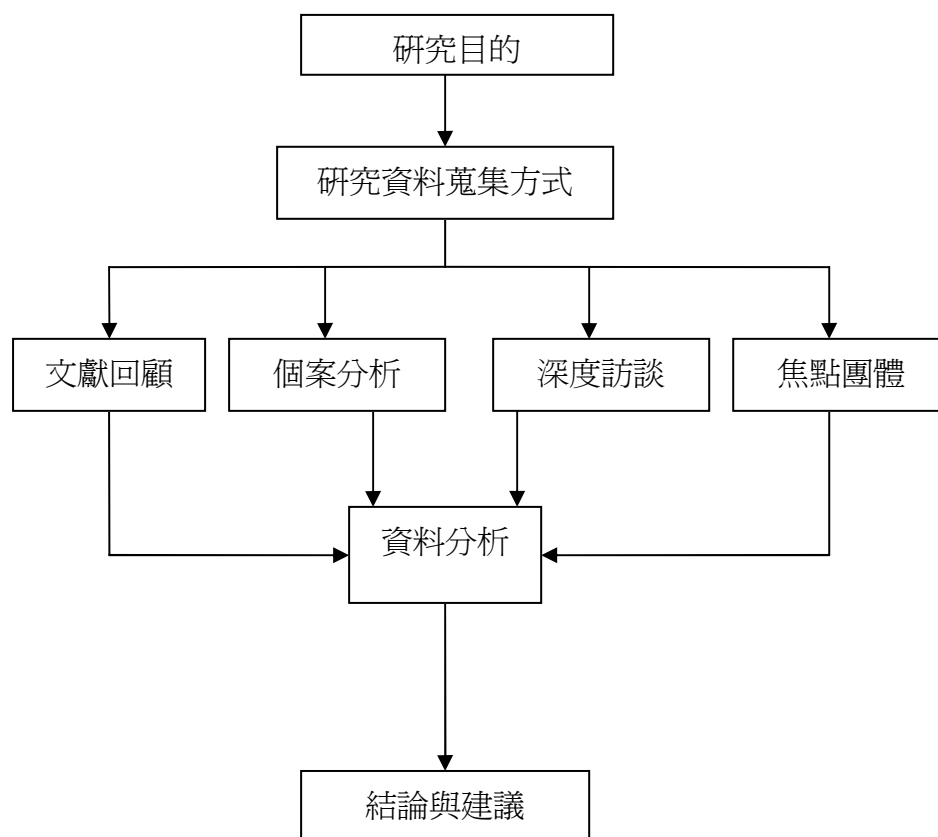 研究目的
研究資料蒐集方式
文獻回顧
個案分析
深度訪談
焦點團體
資料分析
結論與建議